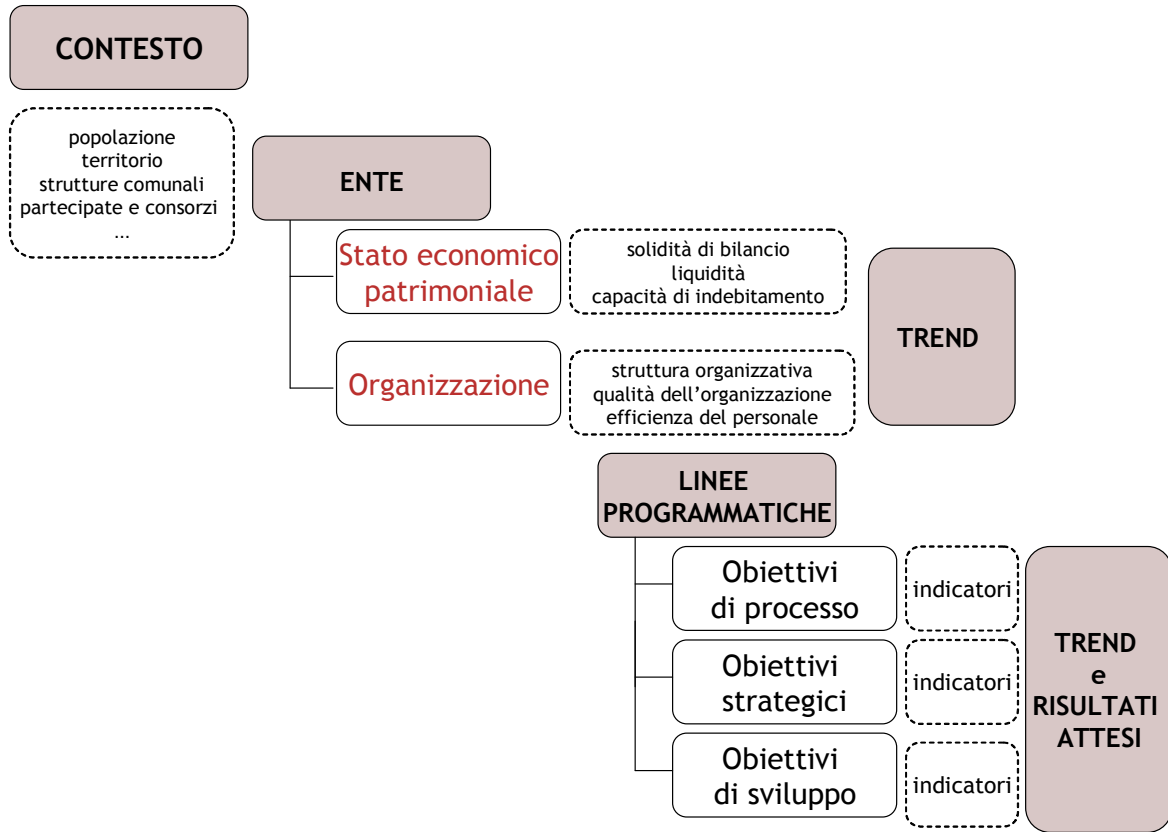 CONTESTO
popolazione
territorio
strutture comunali
partecipate e consorzi
...
ENTE
Stato economico
patrimoniale
solidità di bilancio
liquidità
capacità di indebitamento
Organizzazione
struttura organizzativa
qualità dell’organizzazione
efficienza del personale
TREND
LINEE
PROGRAMMATICHE
Obiettivi
di processo
indicatori
Obiettivi
strategici
indicatori
Obiettivi
di sviluppo
indicatori
TREND
e
RISULTATI
ATTESI